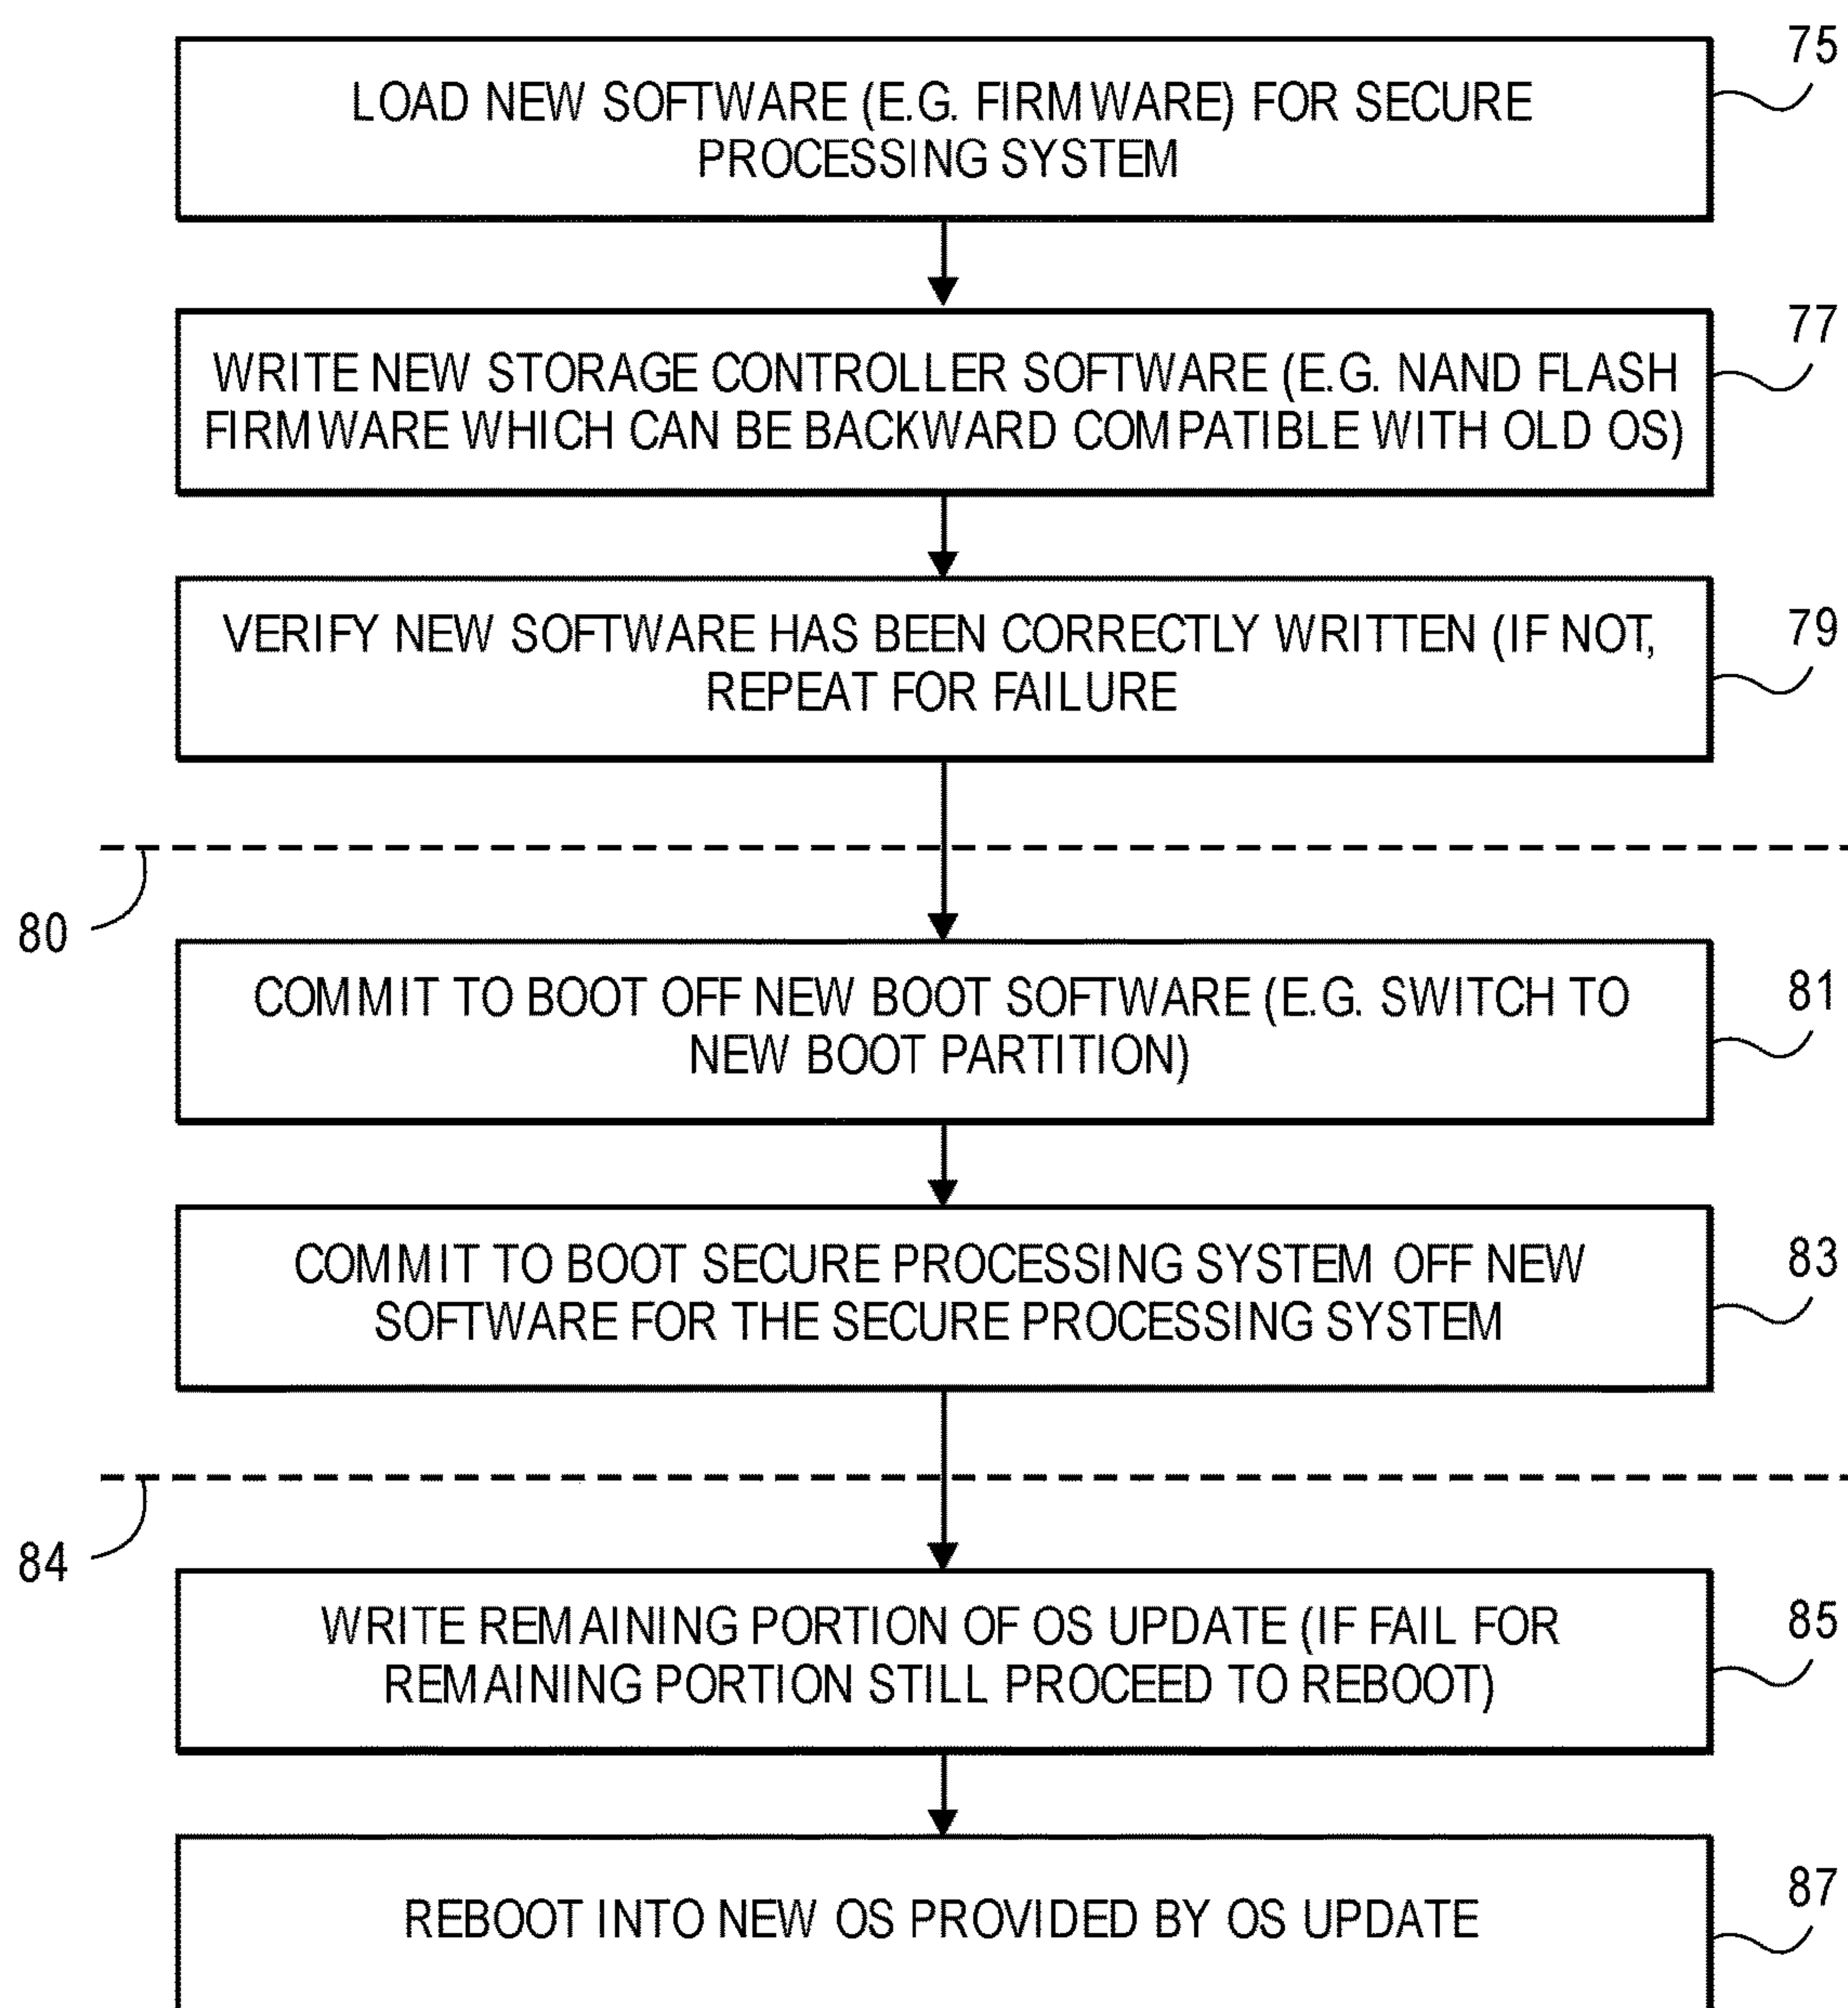 75
LOAD NEW SOFTWARE (E.G. FIRMWARE) FOR SECURE
PROCESSING SYSTEM
77
WRITE NEW STORAGE CONTROLLER SOFTWARE (E.G. NAND FLASH
FIRMWARE WHICH CAN BE BACKWARD COMPATIBLE WITH OLD OS)
79
VERIFY NEW SOFTWARE HAS BEEN CORRECTLY WRITTEN (IF NOT,
REPEAT FOR FAILURE
80
81
COMMIT TO BOOT OFF NEW BOOT SOFTWARE (E.G. SWITCH TO
NEW BOOT PARTITION)
83
COMMIT TO BOOT SECURE PROCESSING SYSTEM OFF NEW
SOFTWARE FOR THE SECURE PROCESSING SYSTEM
84
85
WRITE REMAINING PORTION OF OS UPDATE (IF FAIL FOR
REMAINING PORTION STILL PROCEED TO REBOOT)
87
REBOOT INTO NEW OS PROVIDED BY OS UPDATE